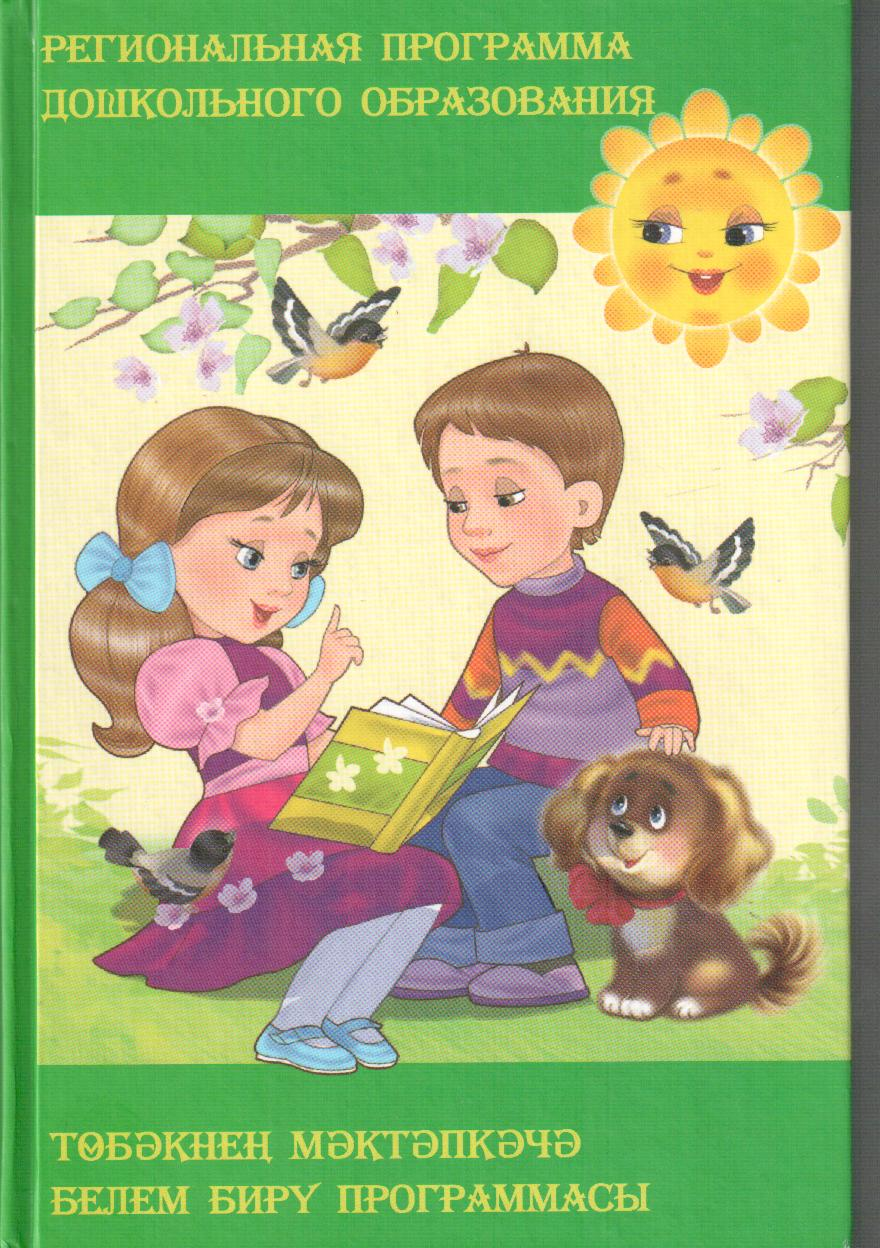 РЕГИОНАЛЬНАЯ ПРОГРАММА
ДОШКОЛЬНОГО ОБРАЗОВАНИЯ
ТӨБӘКНЕҢ МӘКТӘПКӘЧӘ
БЕЛЕМ БИРҮ ПРОГРАММАСЫ